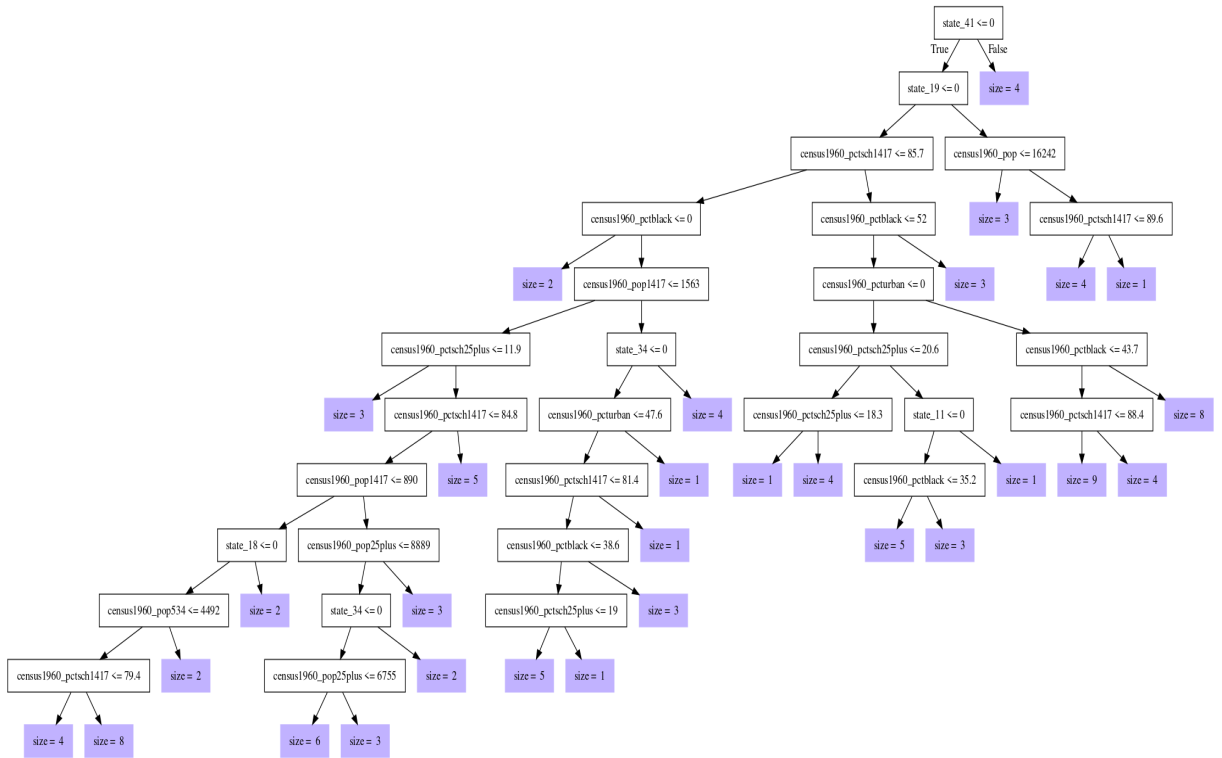 state_41 <= 0
True
False
state_19 <= 0
size = 4
census1960_pctsch1417 <= 85.7
census1960_pop <= 16242
census1960_pctblack <= 0
census1960_pctblack <= 52
size = 3
census1960_pctsch1417 <= 89.6
size = 2
census1960_pop1417 <= 1563
census1960_pcturban <= 0
size = 3
size = 4
size = 1
census1960_pctsch25plus <= 11.9
state_34 <= 0
census1960_pctsch25plus <= 20.6
census1960_pctblack <= 43.7
size = 3
census1960_pctsch1417 <= 84.8
census1960_pcturban <= 47.6
size = 4
census1960_pctsch25plus <= 18.3
state_11 <= 0
census1960_pctsch1417 <= 88.4
size = 8
census1960_pop1417 <= 890
size = 5
census1960_pctsch1417 <= 81.4
size = 1
size = 1
size = 4
census1960_pctblack <= 35.2
size = 1
size = 9
size = 4
state_18 <= 0
census1960_pop25plus <= 8889
census1960_pctblack <= 38.6
size = 1
size = 5
size = 3
census1960_pop534 <= 4492
size = 2
state_34 <= 0
size = 3
census1960_pctsch25plus <= 19
size = 3
census1960_pctsch1417 <= 79.4
size = 2
census1960_pop25plus <= 6755
size = 2
size = 5
size = 1
size = 4
size = 8
size = 6
size = 3